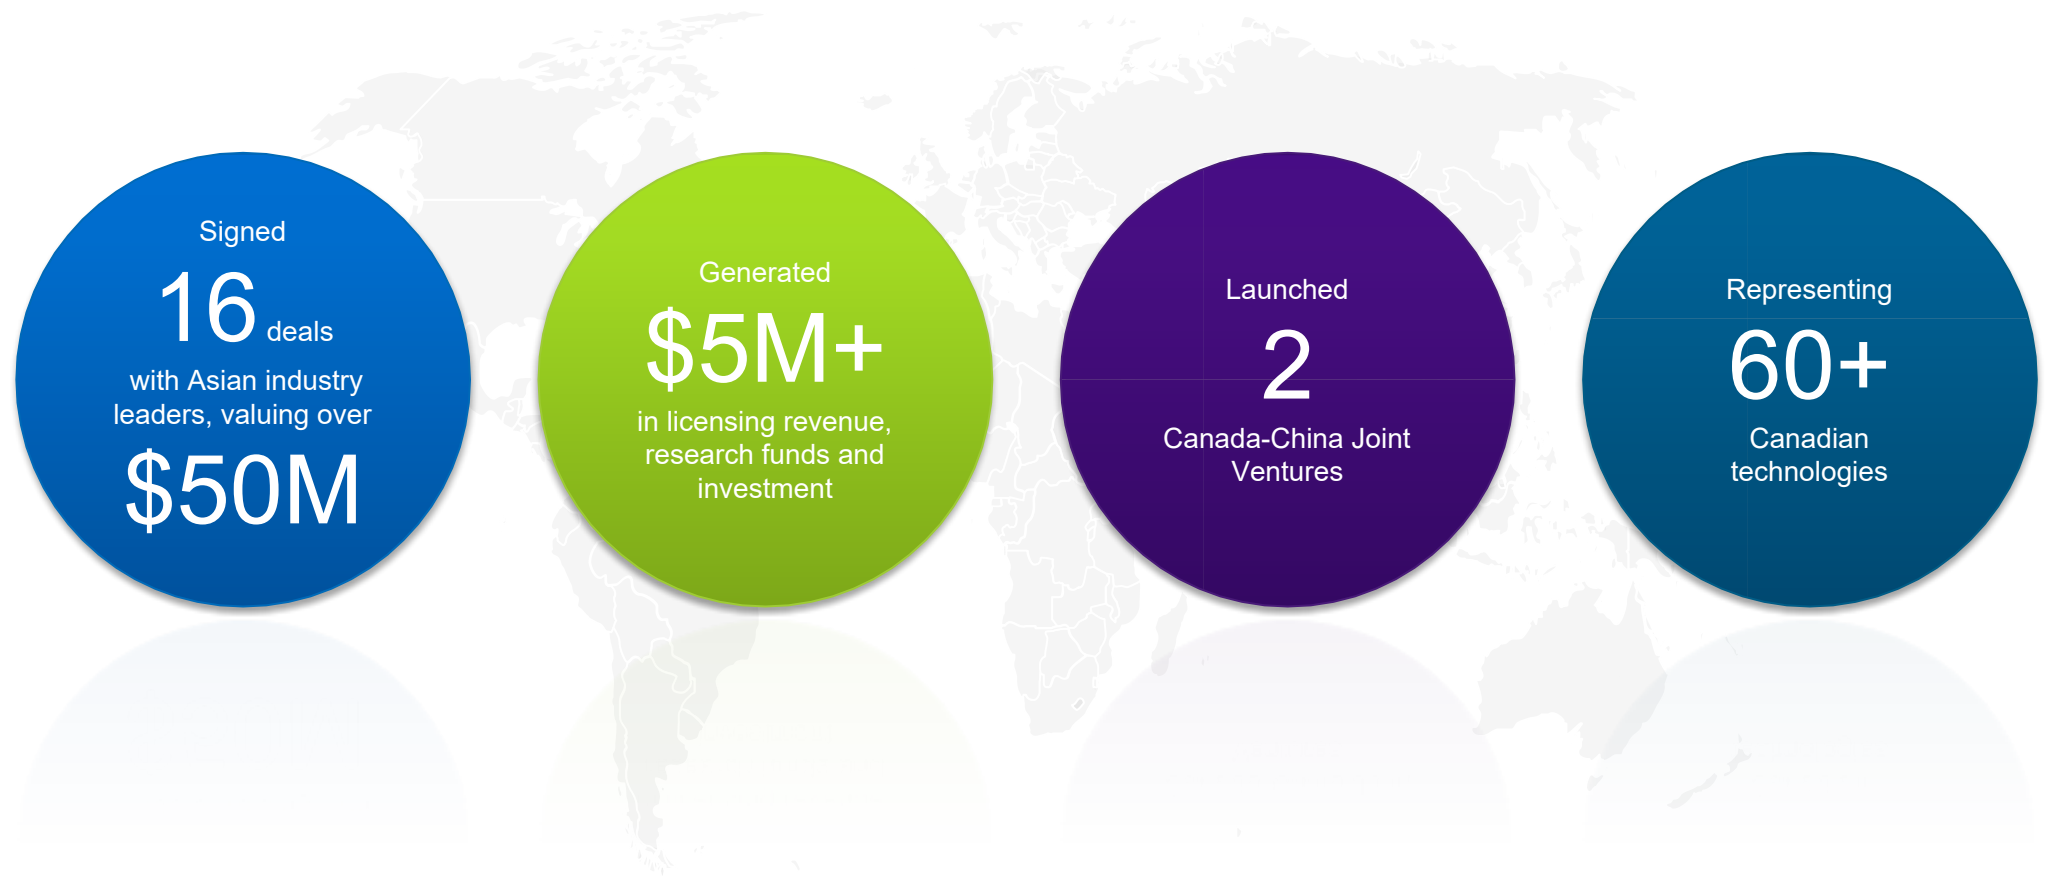 Signed
16 deals
with Asian industry
leaders, valuing over
$50M
Generated
$5M+
in licensing revenue,
research funds and
investment
Launched
2
Canada-China Joint
Ventures
Representing
60+
Canadian
technologies